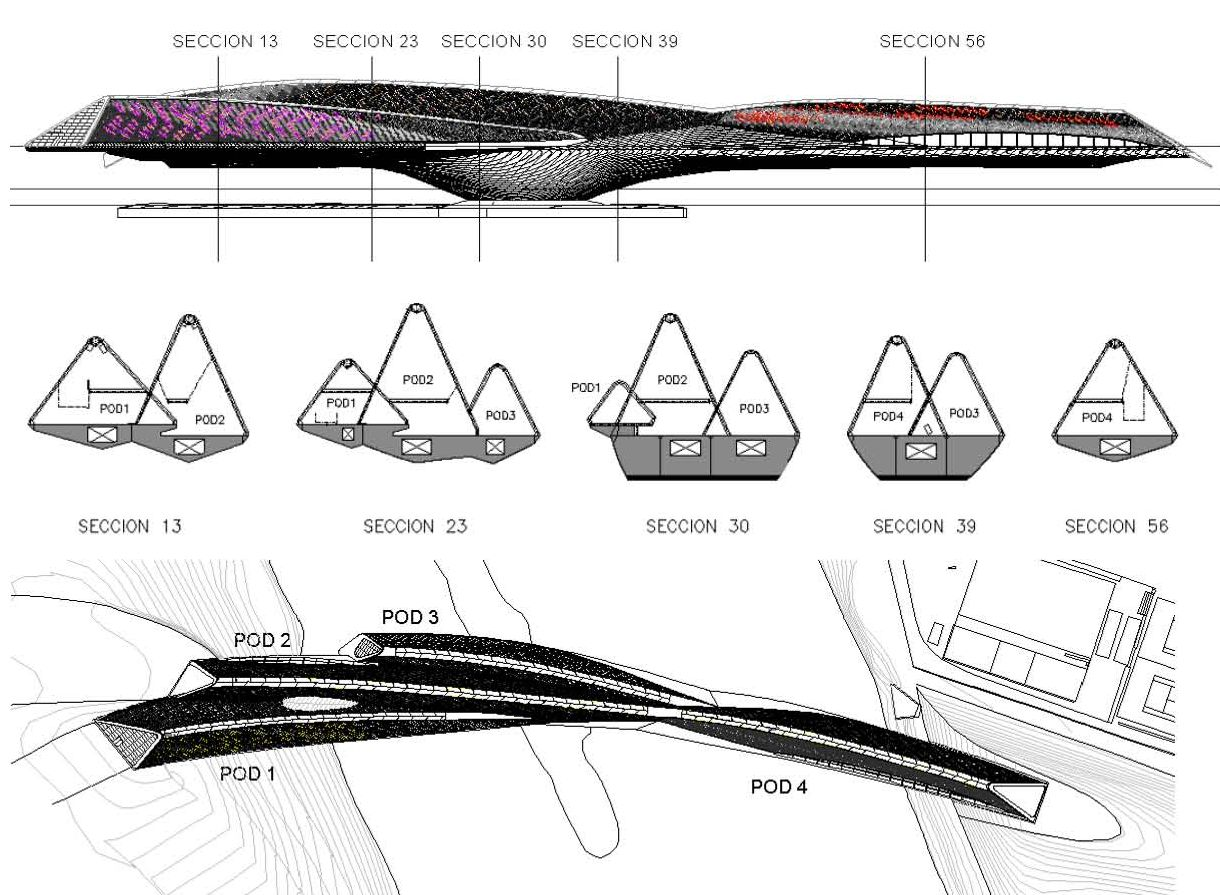 SECCION 13 SECCION 23 SECCION 30 SECCION 39 SECCION 56
POD1 POD2
POD1 POD2 POD3
POD1 POD2 POD3
POD4 POD3
POD4
SECCION 13 SECCION 23 SECCION 30 SECCION 39 SECCION 56
POD 3
POD 2
POD 1
POD 4